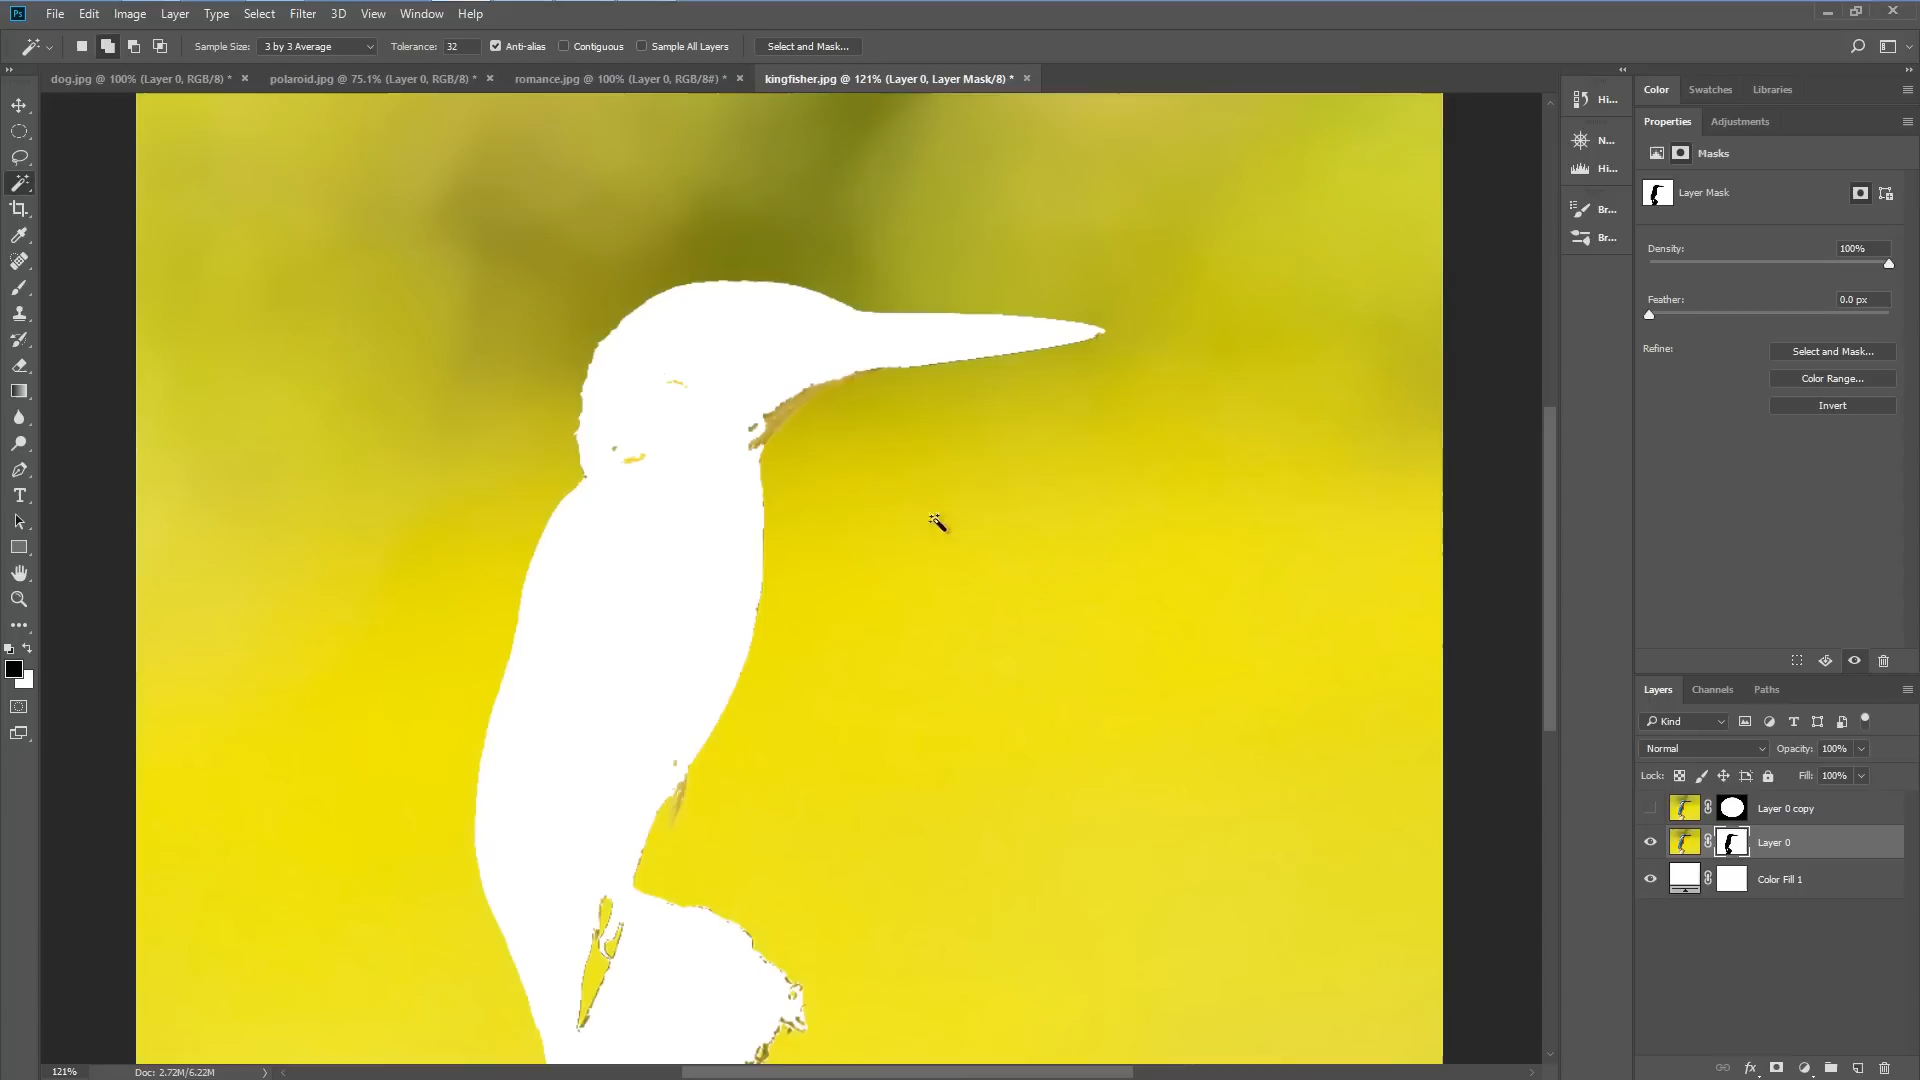 Ps File Edit Image Layer Type Select Filter 3D View Window Help
Sample Size: 3 by 3 Average Tolerance: 32 Anti-alias Contiguous Sample All Layers Select and Mask...
dog.jpg @ 100% (Layer 0, RGB/8) * polaroid.jpg @ 75.1% (Layer 0, RGB/8) * romance.jpg @ 100% (Layer 0, RGB/8#) * kingfisher.jpg @ 121% (Layer 0, Layer Mask/8) *
Hi...
N...
Hi...
Br...
Br...
Color Swatches Libraries
Properties Adjustments
Masks
Layer Mask
Density: 100%
Feather: 0.0 px
Refine: Select and Mask...
Color Range...
Invert
Layers Channels Paths
Kind
Normal Opacity: 100%
Lock: Fill: 100%
Layer 0 copy
Layer 0
Color Fill 1
fx
121% Doc: 2.72M/6.22M